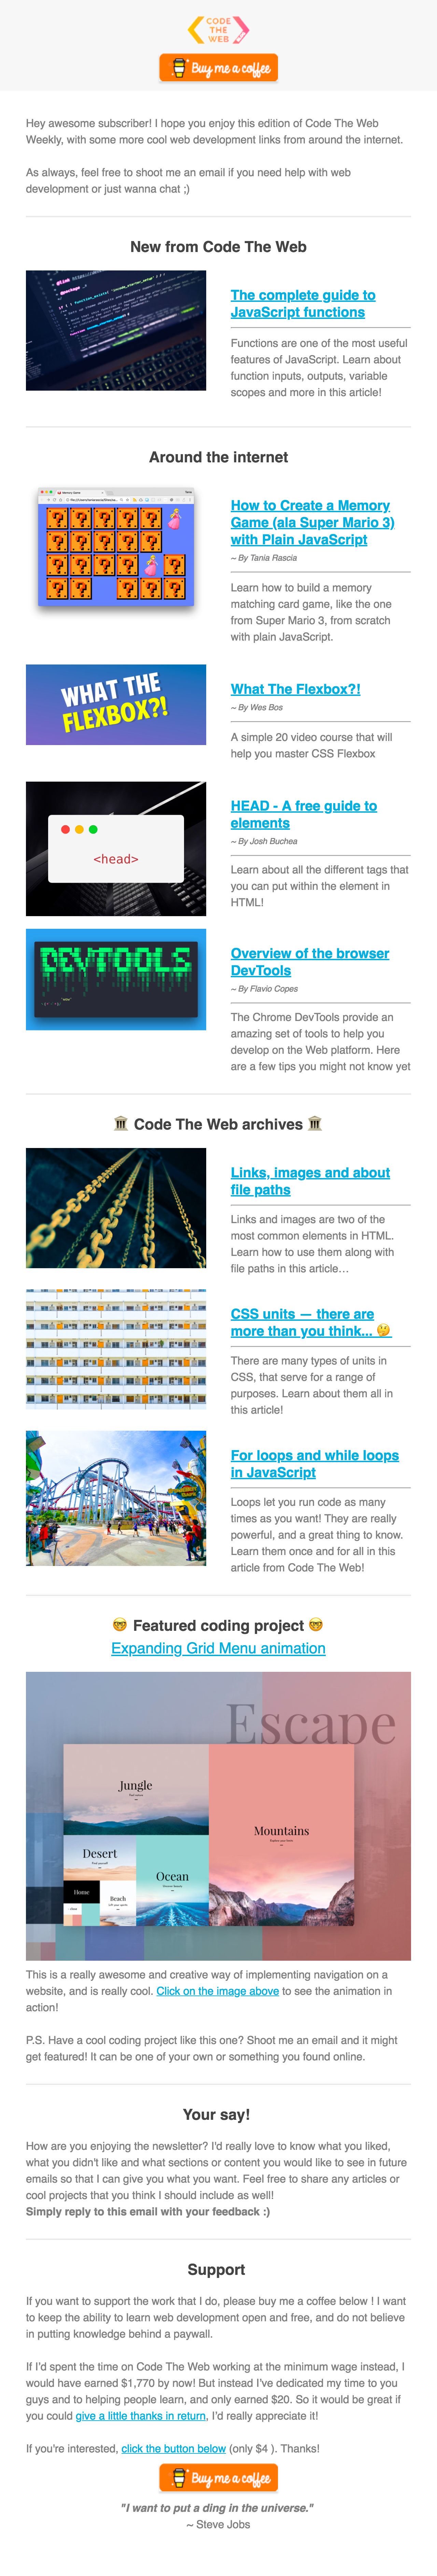 CODE
THE
WEB
Buy me a coffee
Hey awesome subscriber! I hope you enjoy this edition of Code The Web
Weekly, with some more cool web development links from around the internet.
As always, feel free to shoot me an email if you need help with web
development or just wanna chat ;)
New from Code The Web
The complete guide to
JavaScript functions
Functions are one of the most useful
features of JavaScript. Learn about
function inputs, outputs, variable
scopes and more in this article!
Around the internet
How to Create a Memory
Game (ala Super Mario 3)
with Plain JavaScript
~ By Tania Rascia
Learn how to build a memory
matching card game, like the one
from Super Mario 3, from scratch
with plain JavaScript.
WHAT THE
FLEXBOX?!
What The Flexbox?!
~ By Wes Bos
A simple 20 video course that will
help you master CSS Flexbox
<head>
HEAD - A free guide to
elements
~ By Josh Buchea
Learn about all the different tags that
you can put within the element in
HTML!
DEVTOOLS
Overview of the browser
DevTools
~ By Flavio Copes
The Chrome DevTools provide an
amazing set of tools to help you
develop on the Web platform. Here
are a few tips you might not know yet
🏛 Code The Web archives 🏛
Links, images and about
file paths
Links and images are two of the
most common elements in HTML.
Learn how to use them along with
file paths in this article…
CSS units — there are
more than you think... 🤔
There are many types of units in
CSS, that serve for a range of
purposes. Learn about them all in
this article!
For loops and while loops
in JavaScript
Loops let you run code as many
times as you want! They are really
powerful, and a great thing to know.
Learn them once and for all in this
article from Code The Web!
🤓 Featured coding project 🤓
Expanding Grid Menu animation
Escape
Jungle
Mountains
Desert
Ocean
Home
Beach
This is a really awesome and creative way of implementing navigation on a
website, and is really cool. Click on the image above to see the animation in
action!
P.S. Have a cool coding project like this one? Shoot me an email and it might
get featured! It can be one of your own or something you found online.
Your say!
How are you enjoying the newsletter? I'd really love to know what you liked,
what you didn't like and what sections or content you would like to see in future
emails so that I can give you what you want. Feel free to share any articles or
cool projects that you think I should include as well!
Simply reply to this email with your feedback :)
Support
If you want to support the work that I do, please buy me a coffee below ! I want
to keep the ability to learn web development open and free, and do not believe
in putting knowledge behind a paywall.
If I'd spent the time on Code The Web working at the minimum wage instead, I
would have earned $1,770 by now! But instead I've dedicated my time to you
guys and to helping people learn, and only earned $20. So it would be great if
you could give a little thanks in return, I'd really appreciate it!
If you're interested, click the button below (only $4 ). Thanks!
Buy me a coffee
"I want to put a ding in the universe."
~ Steve Jobs